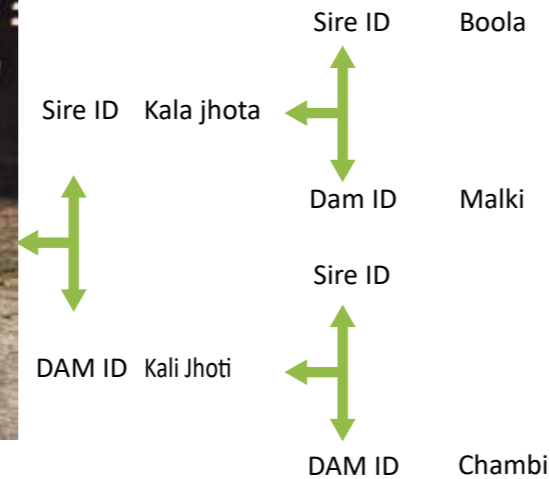 Sire ID Boola
Sire ID Kala jhota
Dam ID Malki
Sire ID
DAM ID Kali Jhoti
DAM ID Chambi